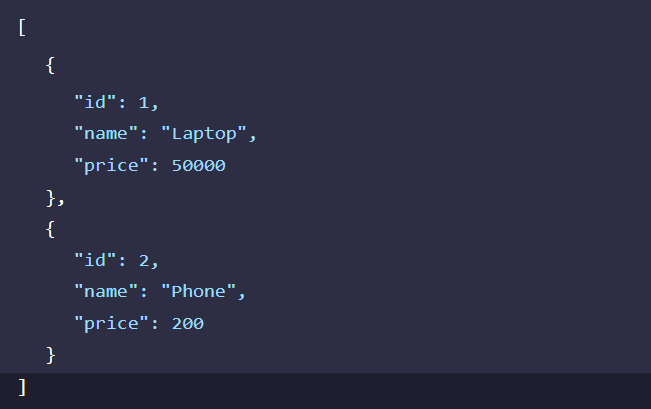 [
{
"id": 1,
"name": "Laptop",
"price": 50000
},
{
"id": 2,
"name": "Phone",
"price": 200
}
]